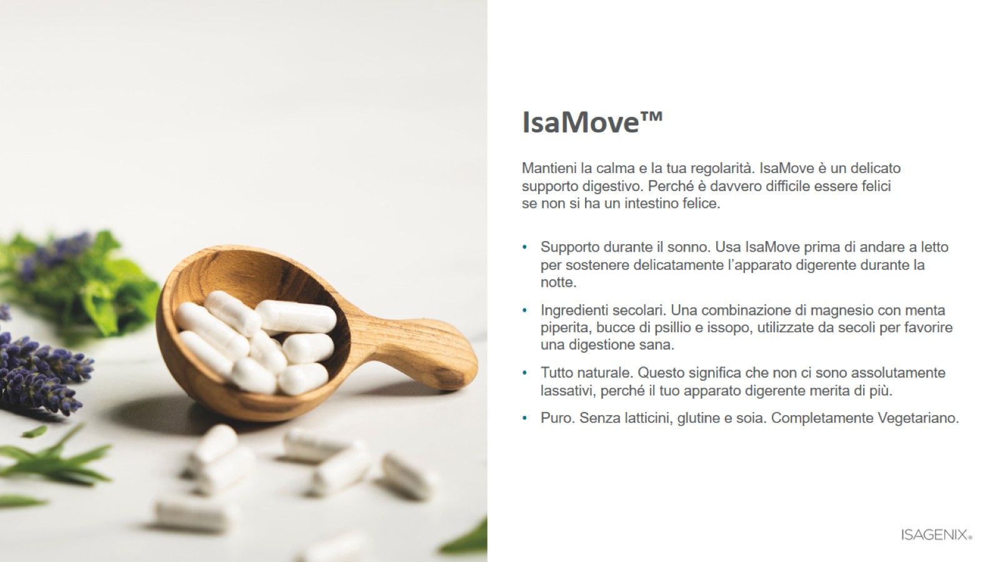 IsaMove™
Mantieni la calma e la tua regolarità. IsaMove è un delicato
supporto digestivo. Perché è davvero difficile essere felici
se non si ha un intestino felice.
• Supporto durante il sonno. Usa IsaMove prima di andare a letto
per sostenere delicatamente l’apparato digerente durante la
notte.
• Ingredienti secolari. Una combinazione di magnesio con menta
piperita, bucce di psillio e issopo, utilizzate da secoli per favorire
una digestione sana.
• Tutto naturale. Questo significa che non ci sono assolutamente
lassativi, perché il tuo apparato digerente merita di più.
• Puro. Senza latticini, glutine e soia. Completamente Vegetariano.
ISAGENIX®